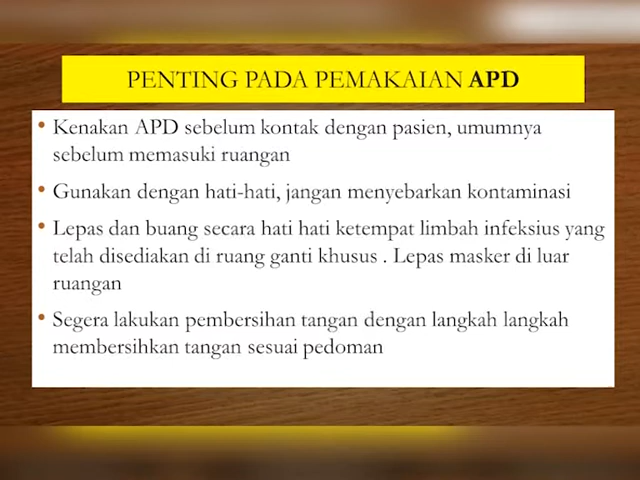 PENTING PADA PEMAKAIAN APD
• Kenakan APD sebelum kontak dengan pasien, umumnya
sebelum memasuki ruangan
• Gunakan dengan hati-hati, jangan menyebarkan kontaminasi
• Lepas dan buang secara hati hati ketempat limbah infeksius yang
telah disediakan di ruang ganti khusus . Lepas masker di luar
ruangan
• Segera lakukan pembersihan tangan dengan langkah langkah
membersihkan tangan sesuai pedoman